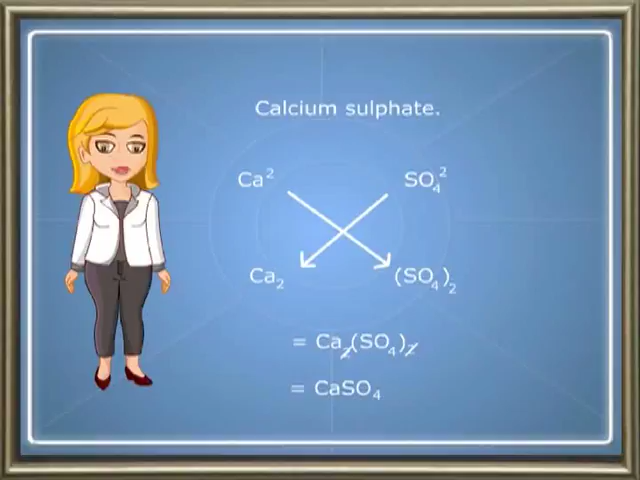 Calcium sulphate.
Ca² SO₄²
Ca₂ (SO₄)₂
= Ca₂(SO₄)₂
= CaSO₄